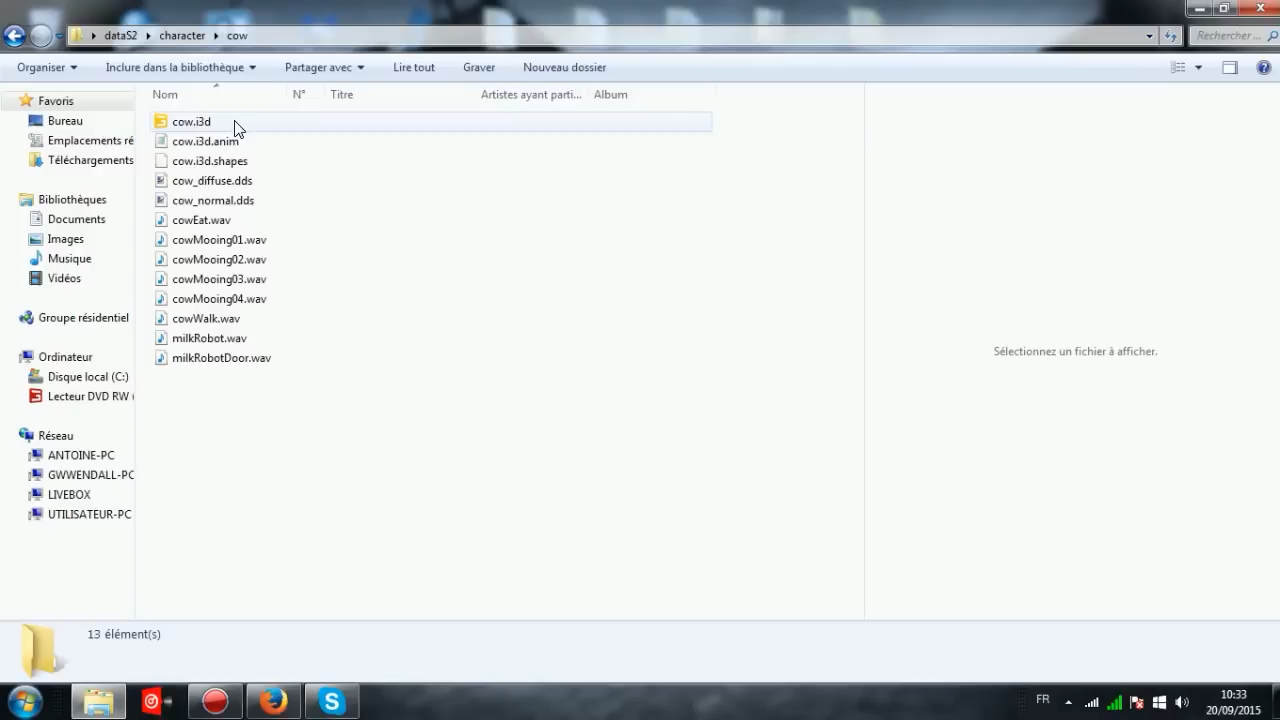 dataS2 character cow Rechercher ...
Organiser Inclure dans la bibliothèque Partager avec Lire tout Graver Nouveau dossier
Nom N° Titre Artistes ayant parti... Album
Favoris
Bureau
Emplacements ré
Téléchargements
Bibliothèques
Documents
Images
Musique
Vidéos
Groupe résidentiel
Ordinateur
Disque local (C:)
Lecteur DVD RW (
Réseau
ANTOINE-PC
GWWENDALL-PC
LIVEBOX
UTILISATEUR-PC
cow.i3d
cow.i3d.anim
cow.i3d.shapes
cow_diffuse.dds
cow_normal.dds
cowEat.wav
cowMooing01.wav
cowMooing02.wav
cowMooing03.wav
cowMooing04.wav
cowWalk.wav
milkRobot.wav
milkRobotDoor.wav
Sélectionnez un fichier à afficher.
13 élément(s)
FR
10:33
20/09/2015